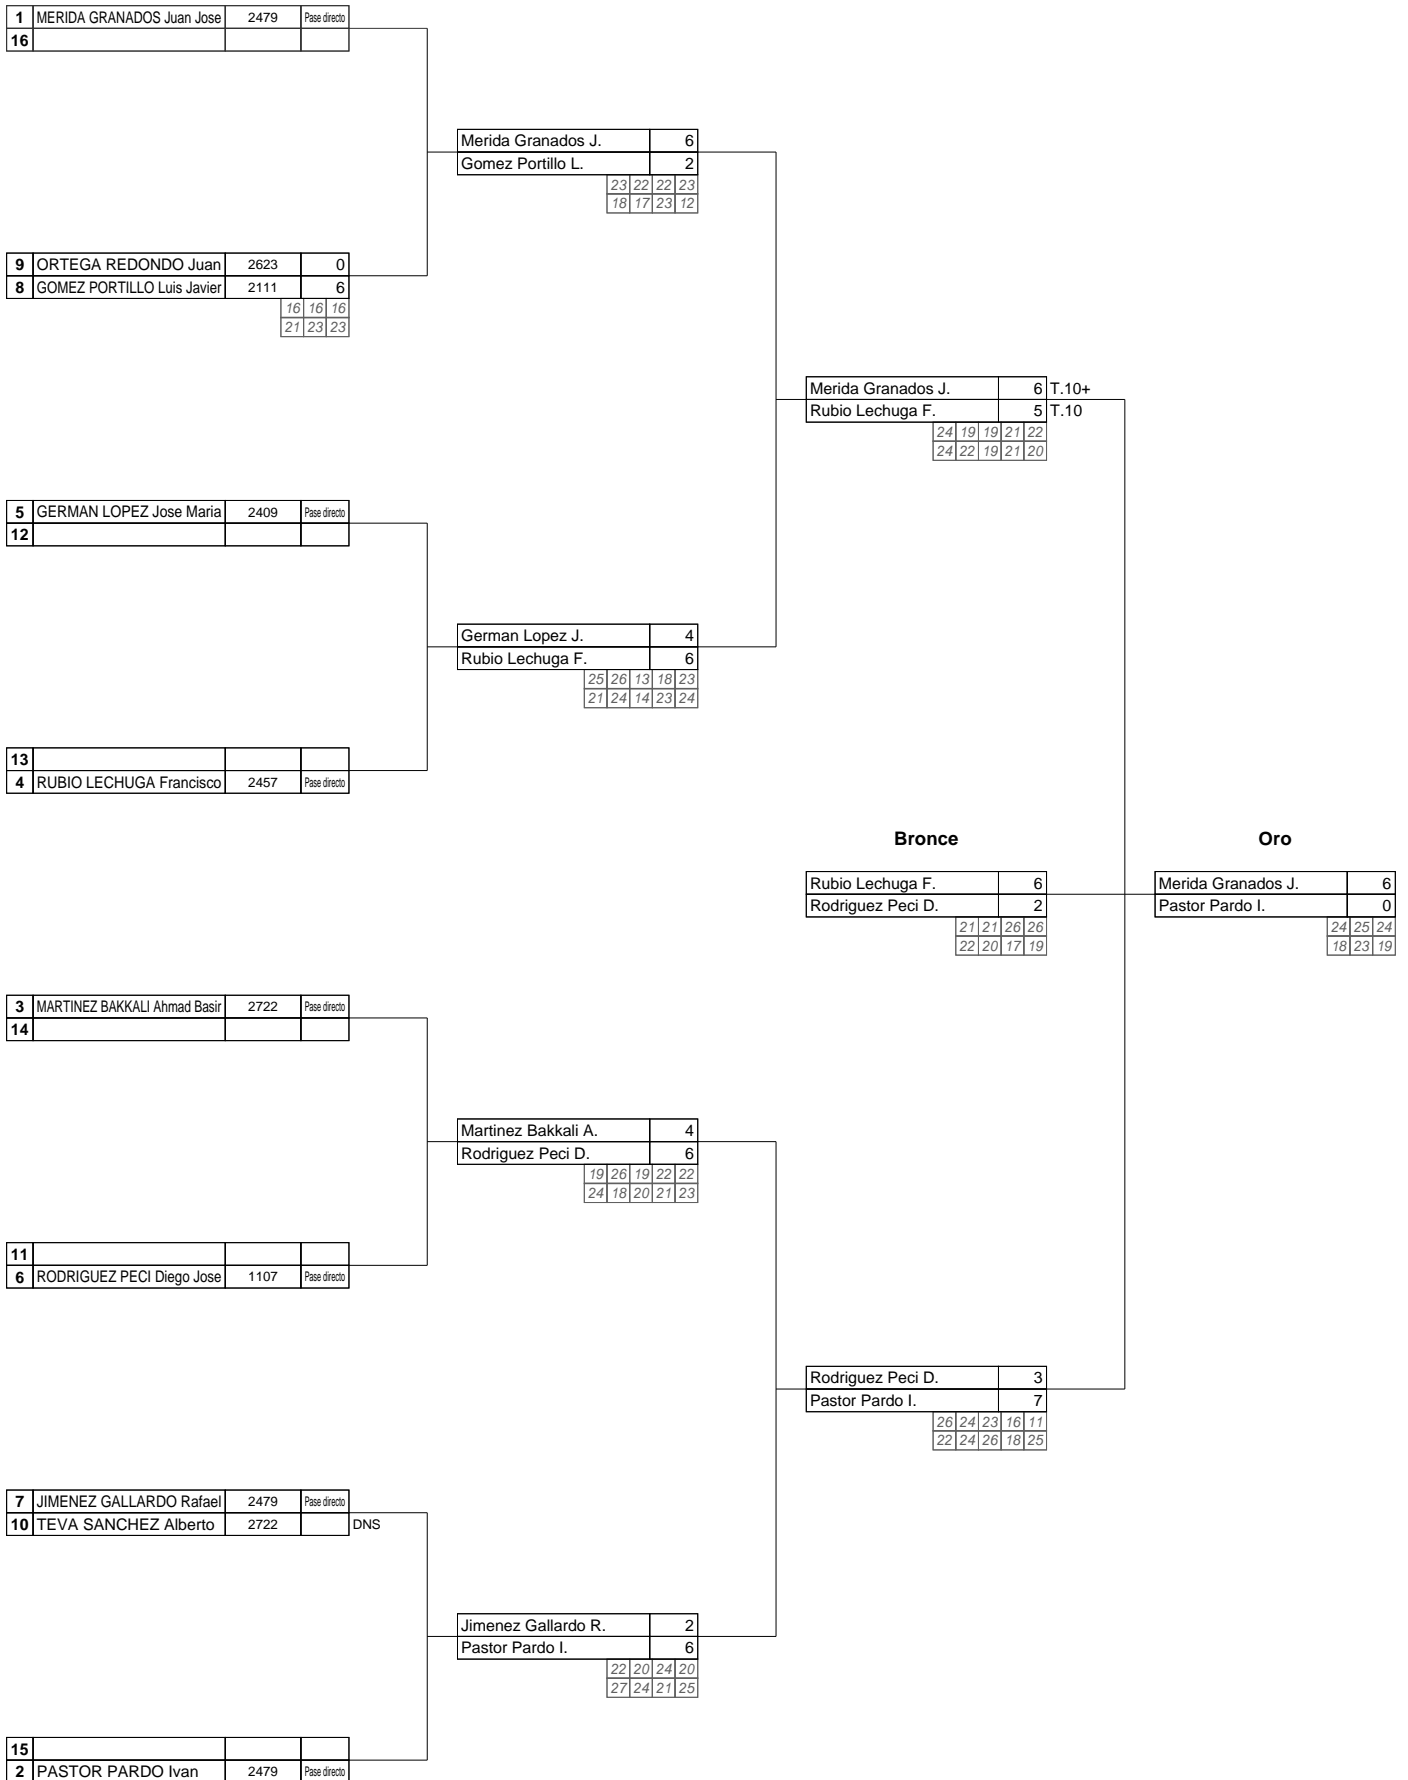 1 MERIDA GRANADOS Juan Jose 2479 Pase directo
16
Merida Granados J. 6
Gomez Portillo L. 2
23 22 22 23
18 17 23 12
9 ORTEGA REDONDO Juan 2623 0
8 GOMEZ PORTILLO Luis Javier 2111 6
16 16 16
21 23 23
Merida Granados J. 6 T.10+
Rubio Lechuga F. 5 T.10
24 19 19 21 22
24 22 19 21 20
5 GERMAN LOPEZ Jose Maria 2409 Pase directo
12
German Lopez J. 4
Rubio Lechuga F. 6
25 26 13 18 23
21 24 14 23 24
13
4 RUBIO LECHUGA Francisco 2457 Pase directo
Bronce Oro
Rubio Lechuga F. 6 Merida Granados J. 6
Rodriguez Peci D. 2 Pastor Pardo I. 0
21 21 26 26 24 25 24
22 20 17 19 18 23 19
3 MARTINEZ BAKKALI Ahmad Basir 2722 Pase directo
14
Martinez Bakkali A. 4
Rodriguez Peci D. 6
19 26 19 22 22
24 18 20 21 23
11
6 RODRIGUEZ PECI Diego Jose 1107 Pase directo
Rodriguez Peci D. 3
Pastor Pardo I. 7
26 24 23 16 11
22 24 26 18 25
7 JIMENEZ GALLARDO Rafael 2479 Pase directo
10 TEVA SANCHEZ Alberto 2722 DNS
Jimenez Gallardo R. 2
Pastor Pardo I. 6
22 20 24 20
27 24 21 25
15
2 PASTOR PARDO Ivan 2479 Pase directo